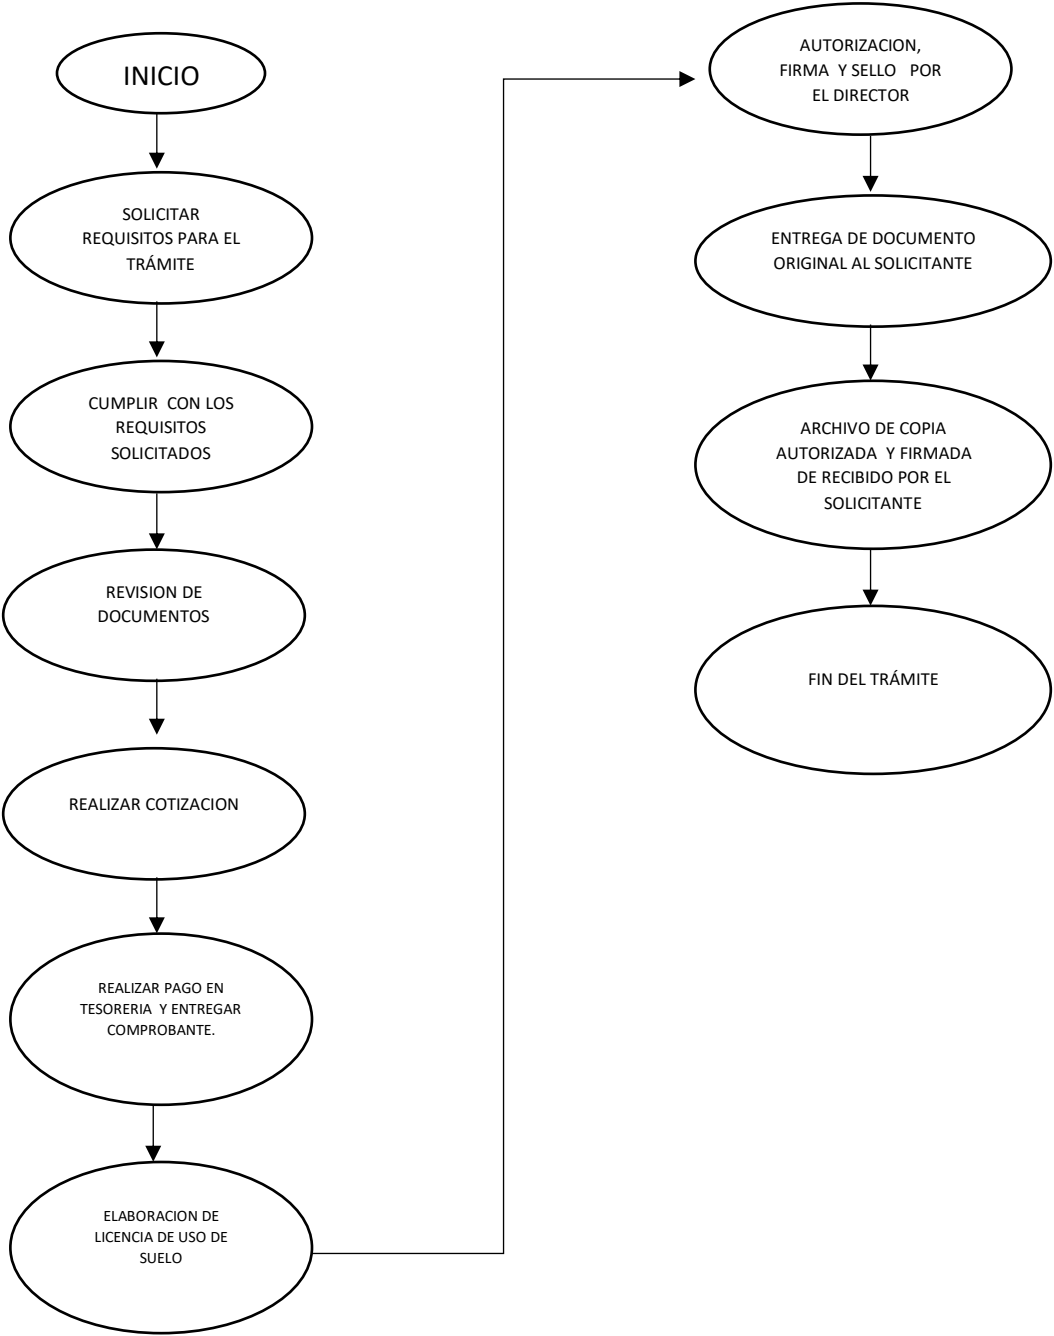 INICIO
SOLICITAR
REQUISITOS PARA EL
TRÁMITE
CUMPLIR CON LOS
REQUISITOS
SOLICITADOS
REVISION DE
DOCUMENTOS
REALIZAR COTIZACION
REALIZAR PAGO EN
TESORERIA Y ENTREGAR
COMPROBANTE.
ELABORACION DE
LICENCIA DE USO DE
SUELO
AUTORIZACION,
FIRMA Y SELLO POR
EL DIRECTOR
ENTREGA DE DOCUMENTO
ORIGINAL AL SOLICITANTE
ARCHIVO DE COPIA
AUTORIZADA Y FIRMADA
DE RECIBIDO POR EL
SOLICITANTE
FIN DEL TRÁMITE